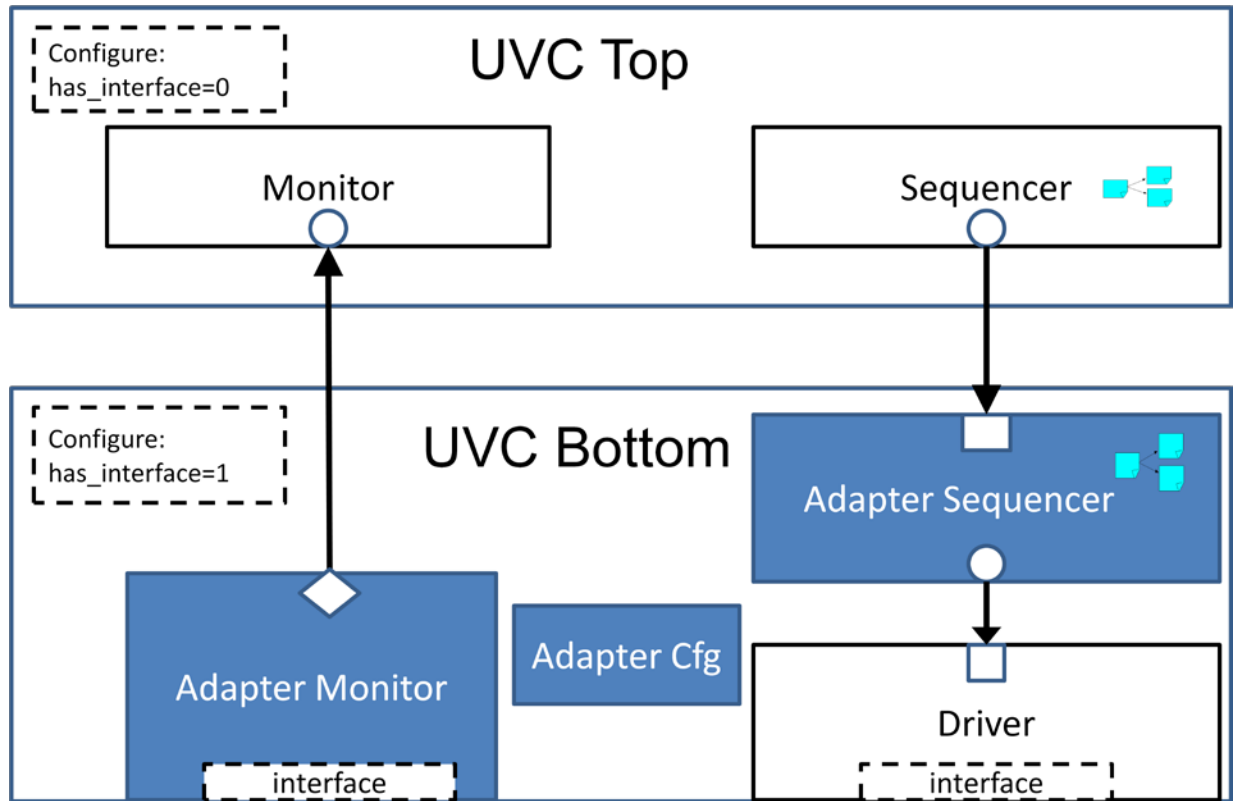 Configure:
has_interface=0
UVC Top
Monitor
Sequencer
Configure:
has_interface=1
UVC Bottom
Adapter Sequencer
Adapter Monitor
Adapter Cfg
Driver
interface
interface